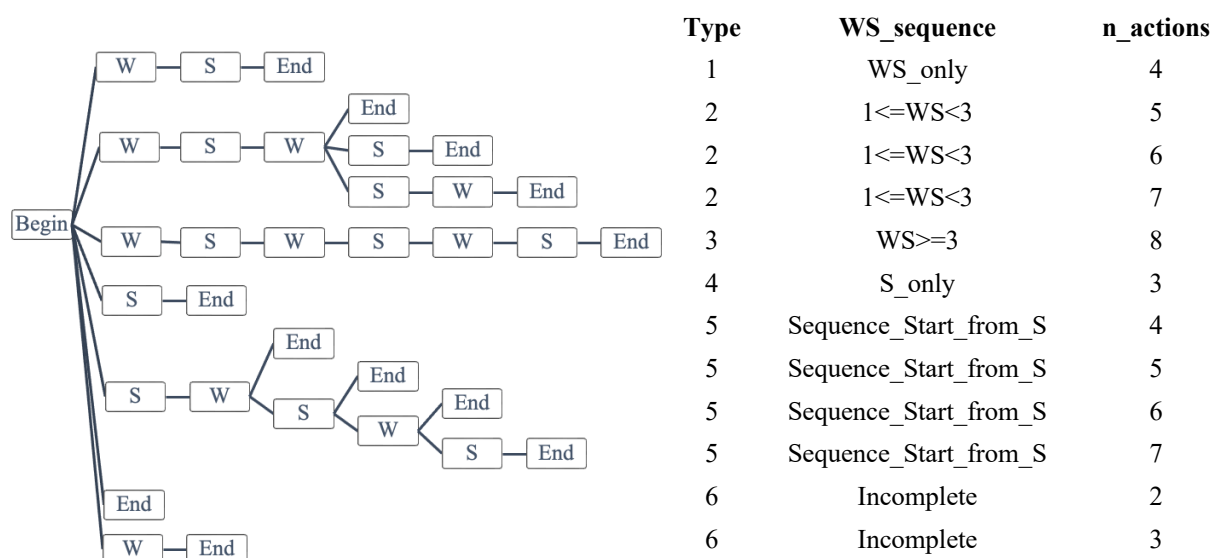 Type WS_sequence n_actions
W S End 1 WS_only 4
End 2 1<=WS<3 5
W S W S End 2 1<=WS<3 6
S W End 2 1<=WS<3 7
Begin
W S W S W S End 3 WS>=3 8
S End 4 S_only 3
End 5 Sequence_Start_from_S 4
End 5 Sequence_Start_from_S 5
S W S W End 5 Sequence_Start_from_S 6
S End 5 Sequence_Start_from_S 7
End 6 Incomplete 2
W End 6 Incomplete 3